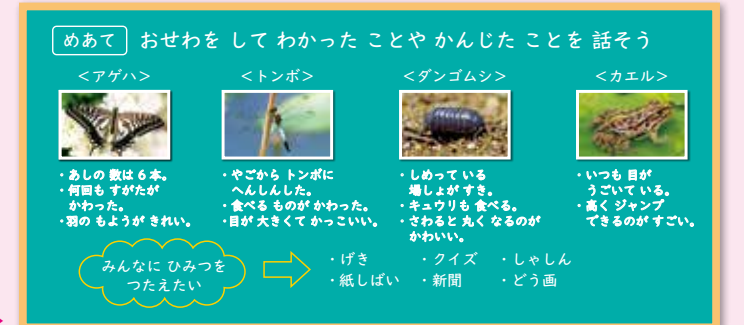 めあて おせわを して わかった ことや かんじた ことを 話そう
＜アゲハ＞
・あしの 数は 6 本。
・何回も すがたが
かわった。
・羽の もようが きれい。
＜トンボ＞
・やごから トンボに
へんしんした。
・食べる ものが かわった。
・目が 大きくて かっこいい。
＜ダンゴムシ＞
・しめって いる
場しょが すき。
・キュウリも 食べる。
・さわると 丸く なるのが
かわいい。
＜カエル＞
・いつも 目が
うごいて いる。
・高く ジャンプ
できるのが すごい。
みんなに ひみつを
つたえたい
・げき ・クイズ ・しゃしん
・紙しばい ・新聞 ・どう画